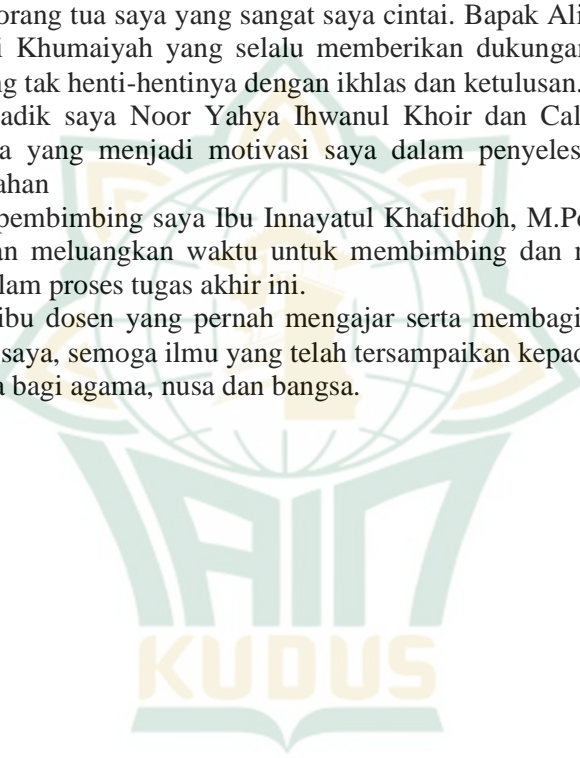 orang tua saya yang sangat saya cintai. Bapak Ali
i Khumaiyah yang selalu memberikan dukungan
ng tak henti-hentinya dengan ikhlas dan ketulusan.
adik saya Noor Yahya Ihwanul Khoir dan Cal
a yang menjadi motivasi saya dalam penyeles
ahan
pembimbing saya Ibu Innayatul Khafidhoh, M.Pe
an meluangkan waktu untuk membimbing dan
lam proses tugas akhir ini.
ibu dosen yang pernah mengajar serta membagi
saya, semoga ilmu yang telah tersampaikan kepad
a bagi agama, nusa dan bangsa.
IAIN
KUDUS